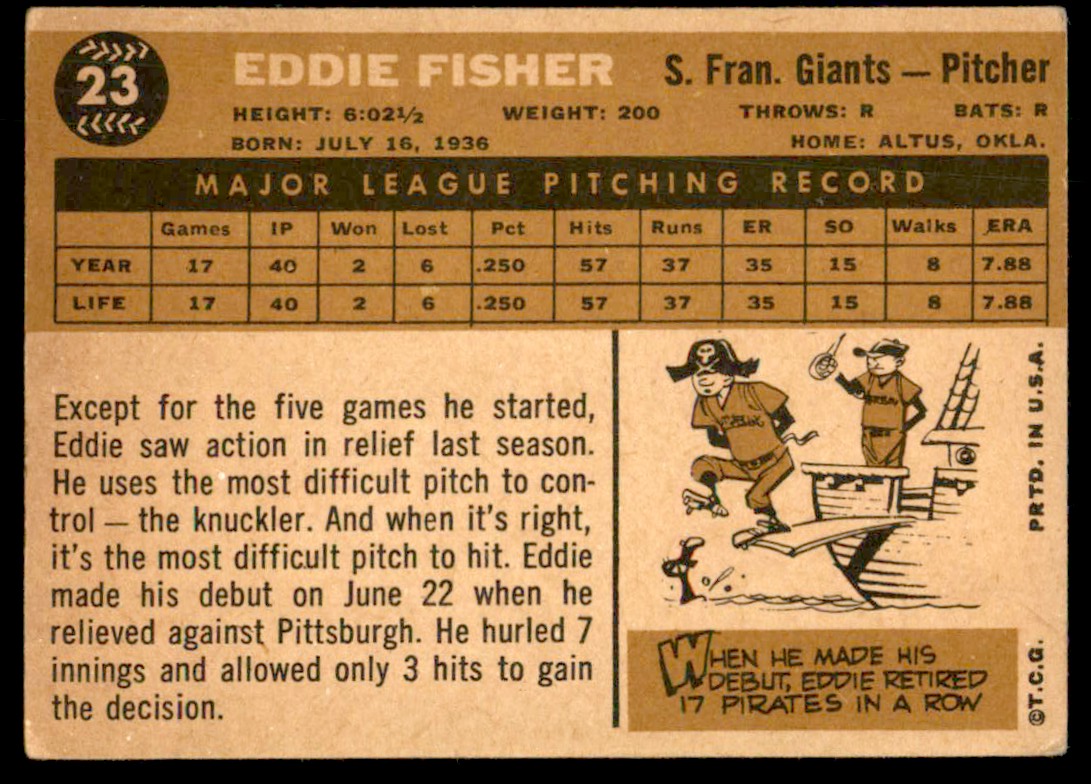 23
EDDIE FISHER
S. Fran. Giants — Pitcher
HEIGHT: 6:02½ WEIGHT: 200 THROWS: R BATS: R
BORN: JULY 16, 1936 HOME: ALTUS, OKLA.
MAJOR LEAGUE PITCHING RECORD
Games IP Won Lost Pct Hits Runs ER SO Walks ERA
YEAR 17 40 2 6 .250 57 37 35 15 8 7.88
LIFE 17 40 2 6 .250 57 37 35 15 8 7.88
Except for the five games he started,
Eddie saw action in relief last season.
He uses the most difficult pitch to con-
trol — the knuckler. And when it's right,
it's the most difficult pitch to hit. Eddie
made his debut on June 22 when he
relieved against Pittsburgh. He hurled 7
innings and allowed only 3 hits to gain
the decision.
WHEN HE MADE HIS
DEBUT, EDDIE RETIRED
17 PIRATES IN A ROW
PRTD. IN U.S.A.
©T.C.G.